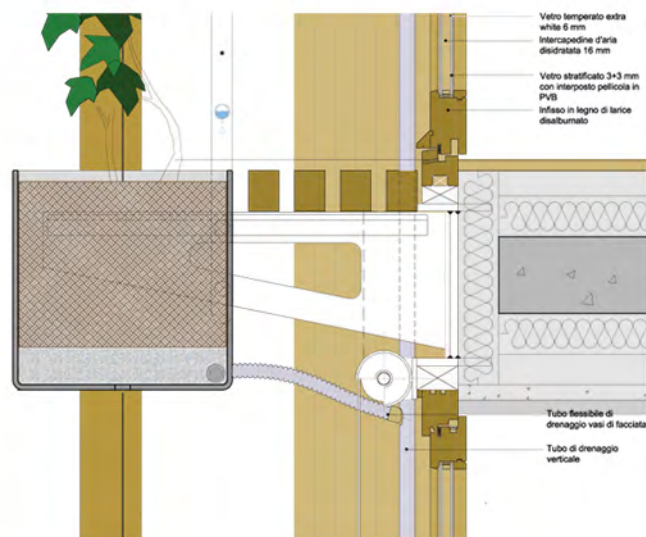 Vetro temperato extra
white 6 mm
Intercapedine d'aria
disidratata 16 mm
Vetro stratificato 3+3 mm
con interposto pellicola in
PVB
Infisso in legno di larice
disalburnato
Tubo flessibile di
drenaggio vasi di facciata
Tubo di drenaggio
verticale